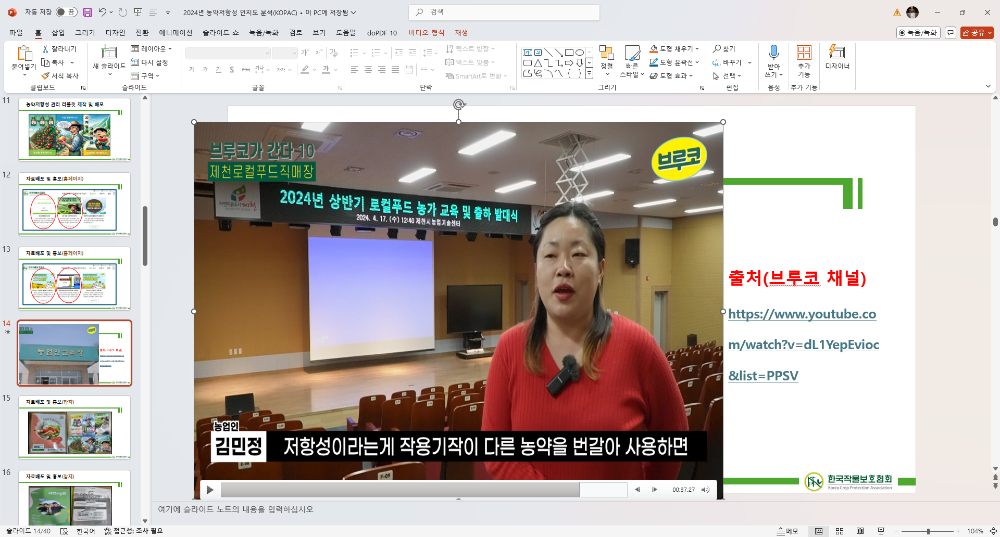 자동 저장 끔 2024년 농약저항성 인지도 분석(KOPAC) • 이 PC에 저장됨 검색
파일 홈 삽입 그리기 디자인 전환 애니메이션 슬라이드 쇼 녹음/녹화 검토 보기 도움말 doPDF 10 비디오 형식 재생 녹음/녹화 공유
붙여넣기 잘라내기 복사 서식 복사 클립보드
새 슬라이드 레이아웃 다시 설정 구역 슬라이드
글꼴
텍스트 방향 텍스트 맞춤 SmartArt로 변환 단락
정렬 빠른 스타일 도형 채우기 도형 윤곽선 도형 효과 그리기
찾기 바꾸기 선택 편집
받아쓰기 음성
추가 기능 추가 기능
디자이너
11
농약저항성 관리 리플릿 제작 및 배포
12
자료배포 및 홍보(홈페이지)
13
자료배포 및 홍보(홈페이지)
14
농업인교육장
15
자료배포 및 홍보(잡지)
16
자료배포 및 홍보(잡지)
브루코가 간다 10
제천로컬푸드직매장
브루코
자연치유도시 제천
2024년 상반기 로컬푸드 농가 교육 및 출하 발대식
2024. 4. 17. (수) 12:40 제천시농업기술센터
농업인
김민정
저항성이라는게 작용기작이 다른 농약을 번갈아 사용하면
F-09
00:37.27
출처(브루코 채널)
https://www.youtube.co
m/watch?v=dL1YepEvioc
&list=PPSV
한국작물보호협회
Korea Crop Protection Association
여기에 슬라이드 노트의 내용을 입력하십시오
슬라이드 14/40 한국어 접근성: 조사 필요 메모 104%